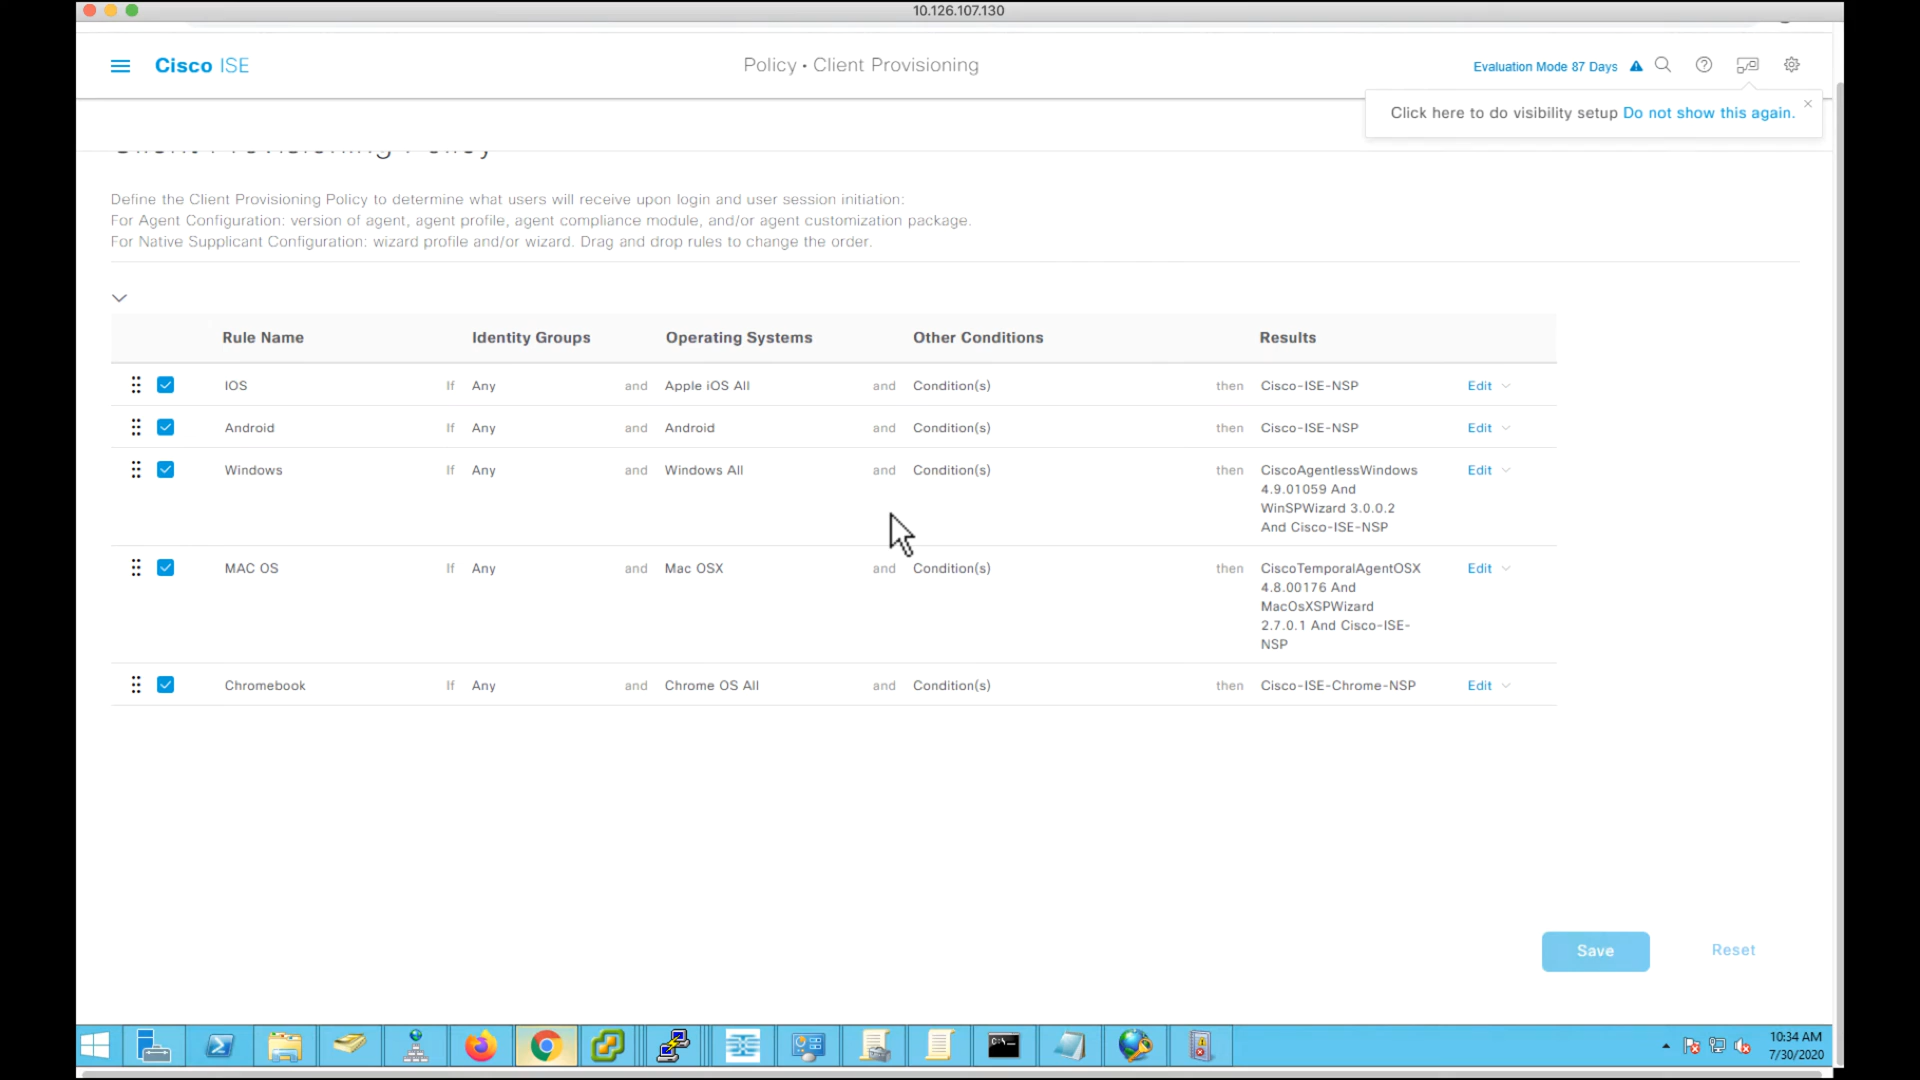 10.126.107.130
Cisco ISE
Policy • Client Provisioning
Evaluation Mode 87 Days
Click here to do visibility setup Do not show this again.
Client Provisioning Policy
Define the Client Provisioning Policy to determine what users will receive upon login and user session initiation:
For Agent Configuration: version of agent, agent profile, agent compliance module, and/or agent customization package.
For Native Supplicant Configuration: wizard profile and/or wizard. Drag and drop rules to change the order.
Rule Name Identity Groups Operating Systems Other Conditions Results
IOS If Any and Apple iOS All and Condition(s) then Cisco-ISE-NSP Edit
Android If Any and Android and Condition(s) then Cisco-ISE-NSP Edit
Windows If Any and Windows All and Condition(s) then CiscoAgentlessWindows Edit
4.9.01059 And
WinSPWizard 3.0.0.2
And Cisco-ISE-NSP
MAC OS If Any and Mac OSX and Condition(s) then CiscoTemporalAgentOSX Edit
4.8.00176 And
MacOsXSPWizard
2.7.0.1 And Cisco-ISE-
NSP
Chromebook If Any and Chrome OS All and Condition(s) then Cisco-ISE-Chrome-NSP Edit
Save Reset
10:34 AM
7/30/2020